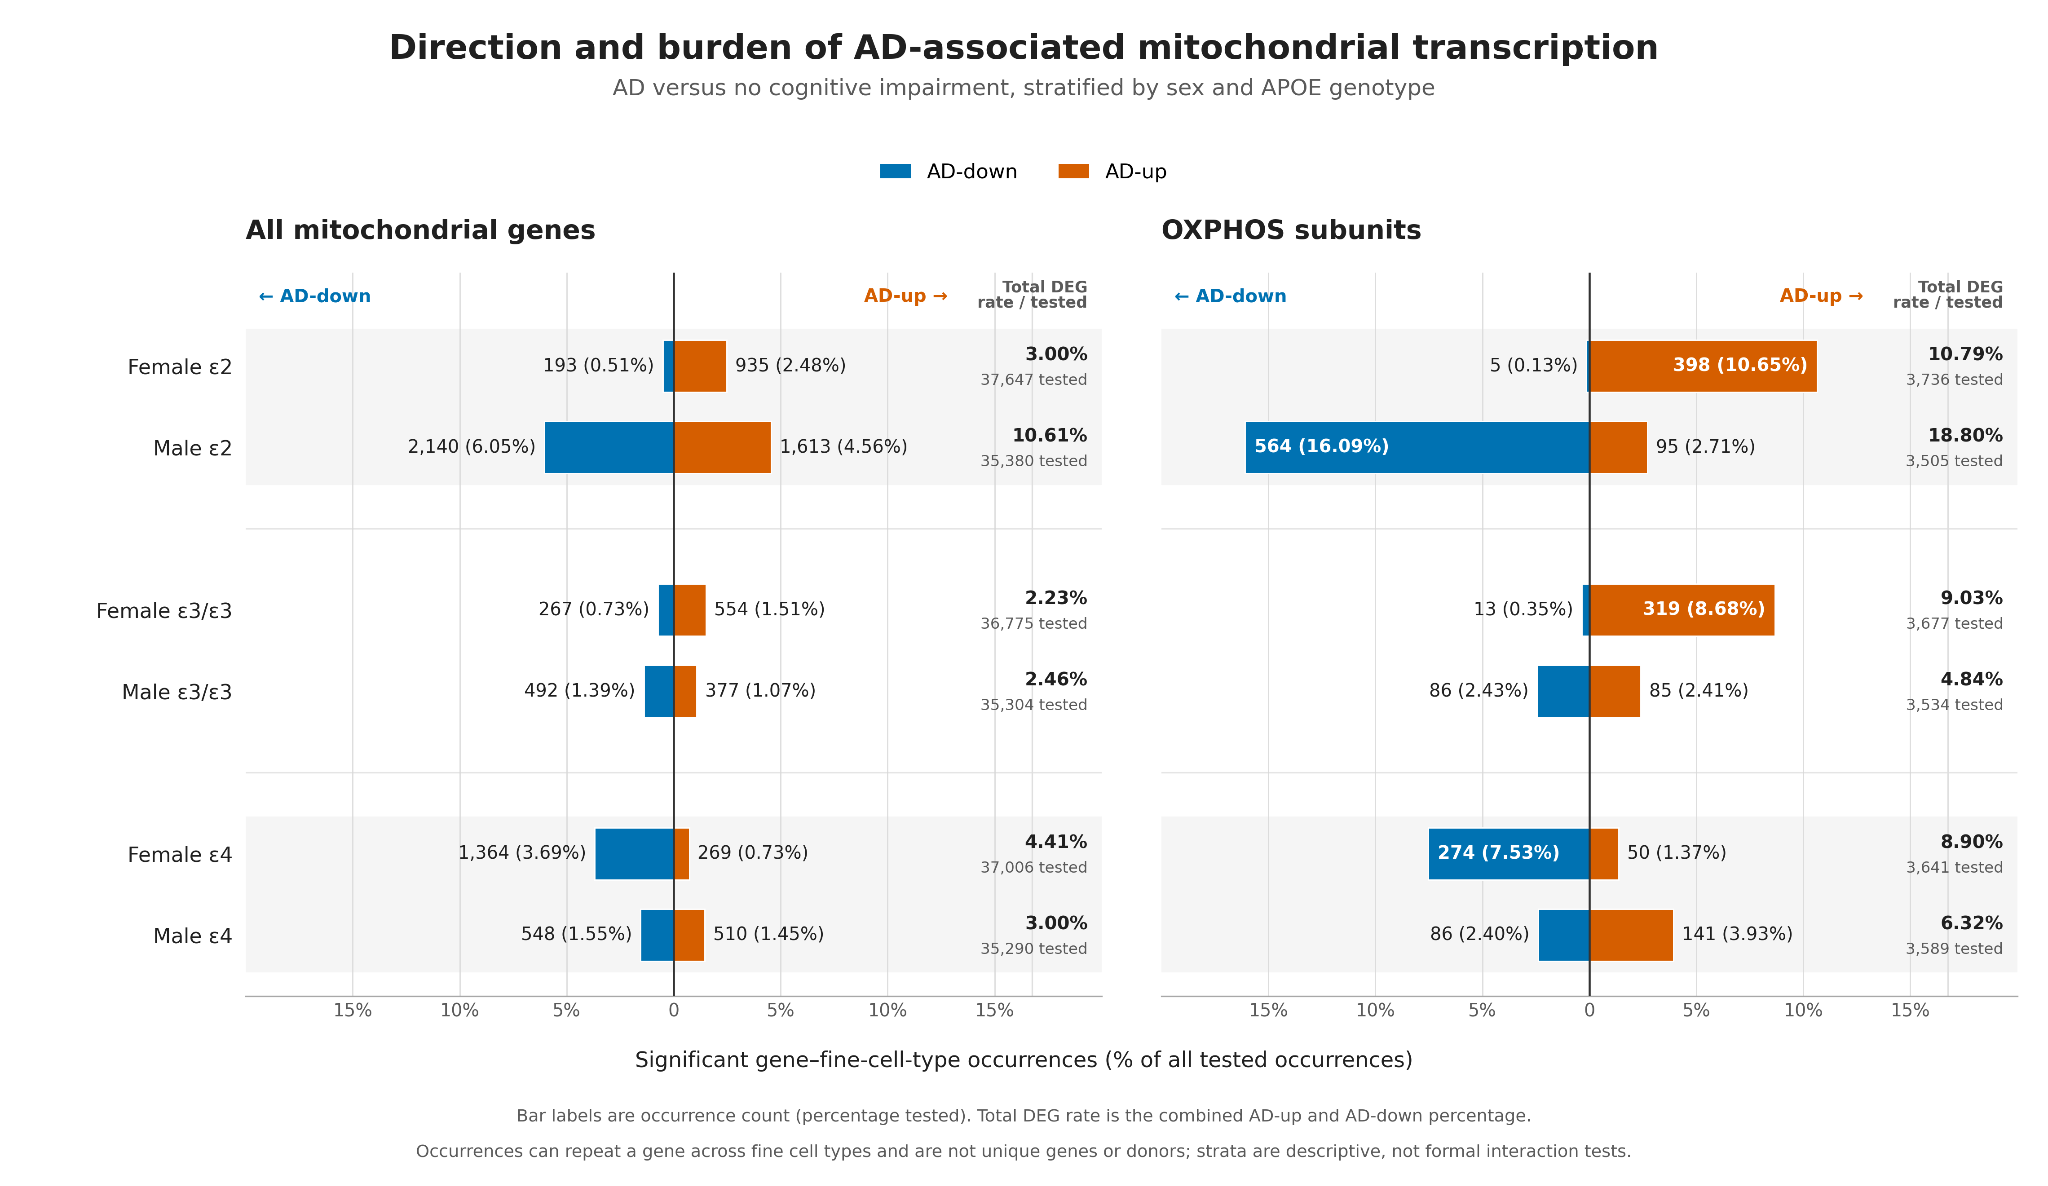 Direction and burden of AD-associated mitochondrial transcription
AD versus no cognitive impairment, stratified by sex and APOE genotype
AD-down
AD-up
All mitochondrial genes
← AD-down
AD-up →
Total DEG
rate / tested
Female ε2
193 (0.51%)
935 (2.48%)
3.00%
37,647 tested
Male ε2
2,140 (6.05%)
1,613 (4.56%)
10.61%
35,380 tested
Female ε3/ε3
267 (0.73%)
554 (1.51%)
2.23%
36,775 tested
Male ε3/ε3
492 (1.39%)
377 (1.07%)
2.46%
35,304 tested
Female ε4
1,364 (3.69%)
269 (0.73%)
4.41%
37,006 tested
Male ε4
548 (1.55%)
510 (1.45%)
3.00%
35,290 tested
15%
10%
5%
0
5%
10%
15%
OXPHOS subunits
← AD-down
AD-up →
Total DEG
rate / tested
5 (0.13%)
398 (10.65%)
10.79%
3,736 tested
564 (16.09%)
95 (2.71%)
18.80%
3,505 tested
13 (0.35%)
319 (8.68%)
9.03%
3,677 tested
86 (2.43%)
85 (2.41%)
4.84%
3,534 tested
274 (7.53%)
50 (1.37%)
8.90%
3,641 tested
86 (2.40%)
141 (3.93%)
6.32%
3,589 tested
15%
10%
5%
0
5%
10%
15%
Significant gene–fine-cell-type occurrences (% of all tested occurrences)
Bar labels are occurrence count (percentage tested). Total DEG rate is the combined AD-up and AD-down percentage.
Occurrences can repeat a gene across fine cell types and are not unique genes or donors; strata are descriptive, not formal interaction tests.